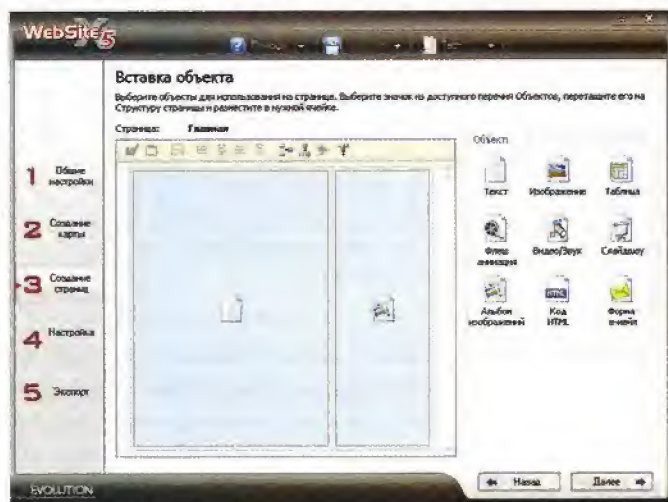 WebSite X5
Вставка объекта
Выберите объекты для использования на странице. Выберите значок из доступного перечня Объектов, перетащите его на
Структуру страницы и разместите в нужной ячейке.
Страница: Главная
Объекты
Текст Изображение Таблица
Флеш анимация Видео/Звук Слайдшоу
Альбом изображений Код HTML Форма е-мейл
1 Общие настройки
2 Создание карты
3 Создание страниц
4 Настройка
5 Экспорт
EVOLUTION
Назад Далее